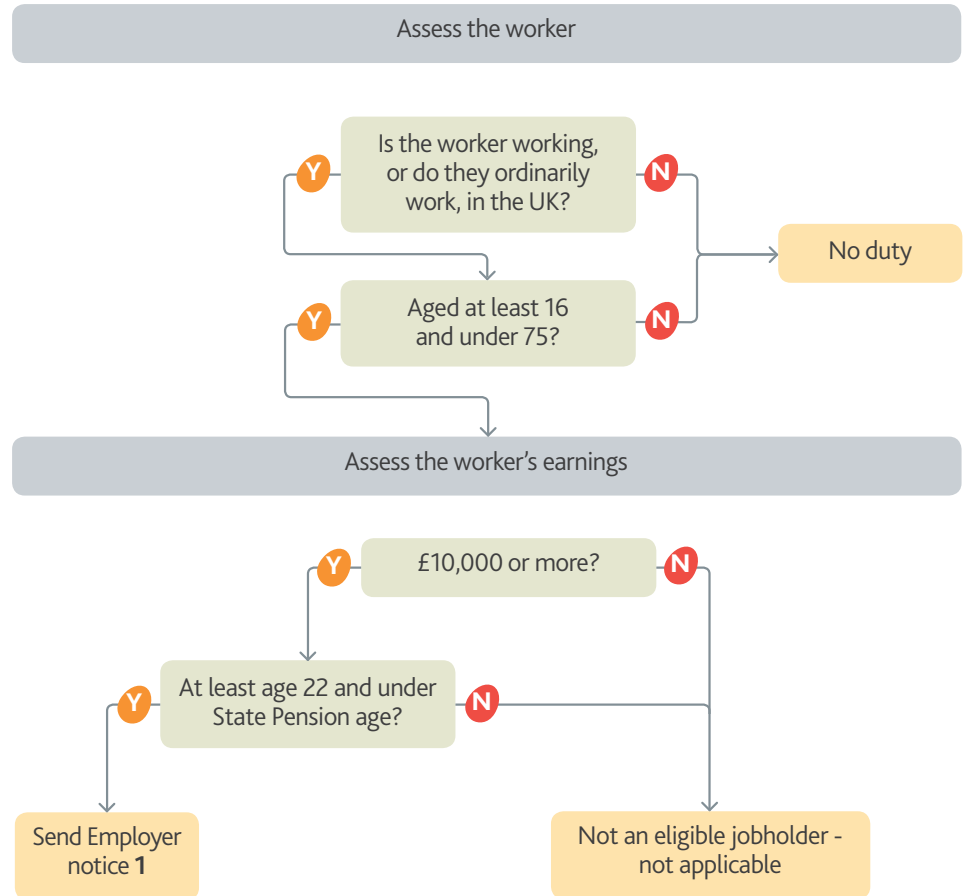 Assess the worker
Is the worker working,
or do they ordinarily
work, in the UK?
Y
N
No duty
Aged at least 16
and under 75?
Y
N
Assess the worker's earnings
£10,000 or more?
Y
N
At least age 22 and under
State Pension age?
Y
N
Send Employer
notice 1
Not an eligible jobholder -
not applicable